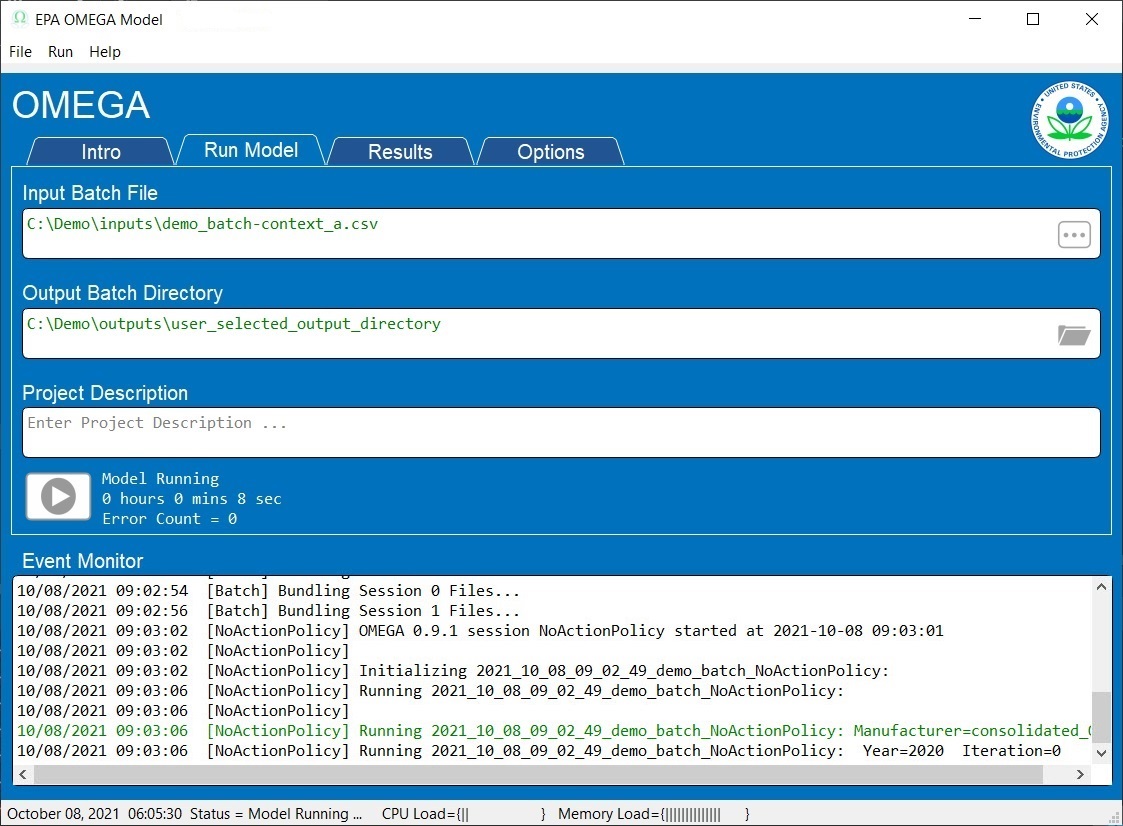 EPA OMEGA Model
File Run Help
OMEGA
UNITED STATES
ENVIRONMENTAL PROTECTION AGENCY
Intro Run Model Results Options
Input Batch File
C:\Demo\inputs\demo_batch-context_a.csv
Output Batch Directory
C:\Demo\outputs\user_selected_output_directory
Project Description
Enter Project Description ...
Model Running
0 hours 0 mins 8 sec
Error Count = 0
Event Monitor
10/08/2021 09:02:54 [Batch] Bundling Session 0 Files...
10/08/2021 09:02:56 [Batch] Bundling Session 1 Files...
10/08/2021 09:03:02 [NoActionPolicy] OMEGA 0.9.1 session NoActionPolicy started at 2021-10-08 09:03:01
10/08/2021 09:03:02 [NoActionPolicy]
10/08/2021 09:03:02 [NoActionPolicy] Initializing 2021_10_08_09_02_49_demo_batch_NoActionPolicy:
10/08/2021 09:03:06 [NoActionPolicy] Running 2021_10_08_09_02_49_demo_batch_NoActionPolicy:
10/08/2021 09:03:06 [NoActionPolicy]
10/08/2021 09:03:06 [NoActionPolicy] Running 2021_10_08_09_02_49_demo_batch_NoActionPolicy: Manufacturer=consolidated_
10/08/2021 09:03:06 [NoActionPolicy] Running 2021_10_08_09_02_49_demo_batch_NoActionPolicy: Year=2020 Iteration=0
October 08, 2021 06:05:30 Status = Model Running ... CPU Load={|| } Memory Load={|||||||||||||| }